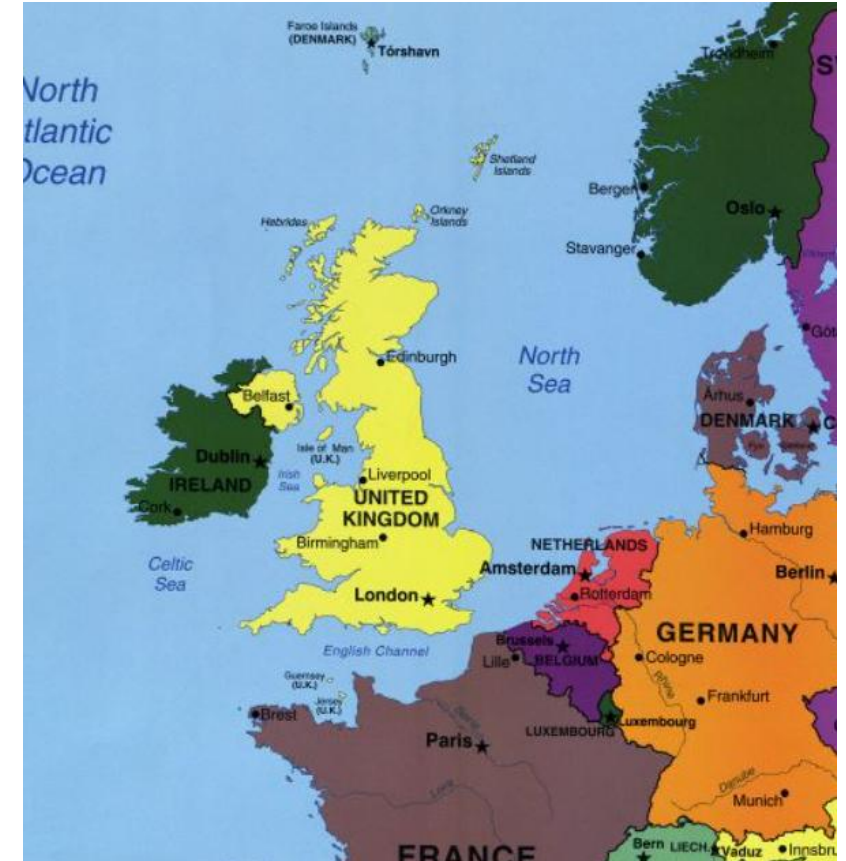 Faroe Islands
(DENMARK)
Tórshavn
North
tlantic
Ocean
Trondheim
S
Shetland
Islands
Bergen
Orkney
Islands
Hebrides
Oslo
Stavanger
Göt
North
Sea
Edinburgh
Belfast
Århus
DENMARK
C
Isle of Man
(U.K.)
Dublin
IRELAND
Irish
Sea
Liverpool
UNITED
KINGDOM
Cork
Birmingham
Hamburg
NETHERLANDS
Celtic
Sea
Amsterdam
Berlin
London
Rotterdam
GERMANY
English Channel
Brussels
Lille
BELGIUM
Cologne
Guernsey
(U.K.)
Jersey
(U.K.)
Rhine
Frankfurt
Brest
LUXEMBOURG
Luxembourg
Paris
Seine
Loire
Danube
Munich
FRANCE
Bern
LIECH.
Vaduz
Innsbru